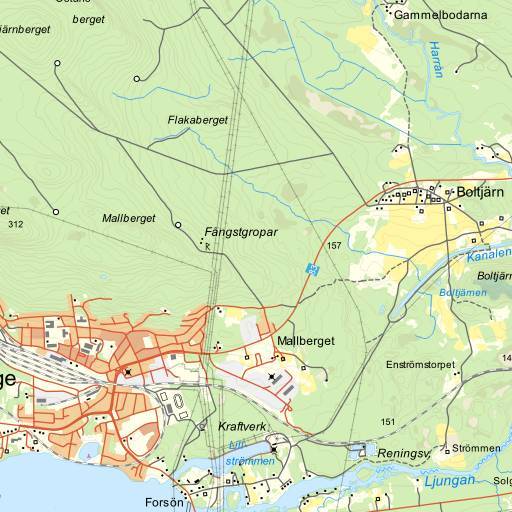 berget
Gammelbodarna
järnberget
Harrån
Flakaberget
Boltjärn
Mallberget
312
Fångstgropar
157
Kanalen
Boltjärn
Boltjärnen
Mallberget
Enströmstorpet
14
ge
151
Kraftverk
Lill-
strömmen
Reningsv.
Strömmen
Ljungan
Solg
Forsön